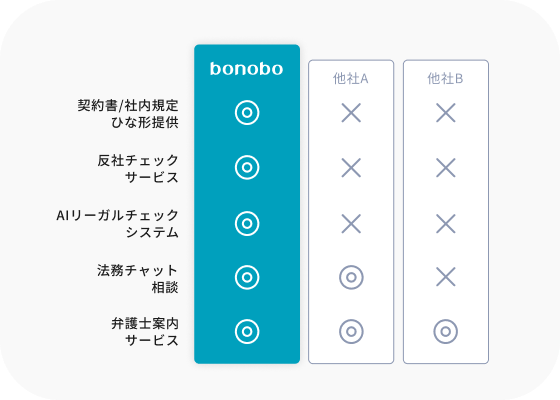 bonobo
他社A
他社B
契約書/社内規定
ひな形提供
反社チェック
サービス
AIリーガルチェック
システム
法務チャット
相談
弁護士案内
サービス